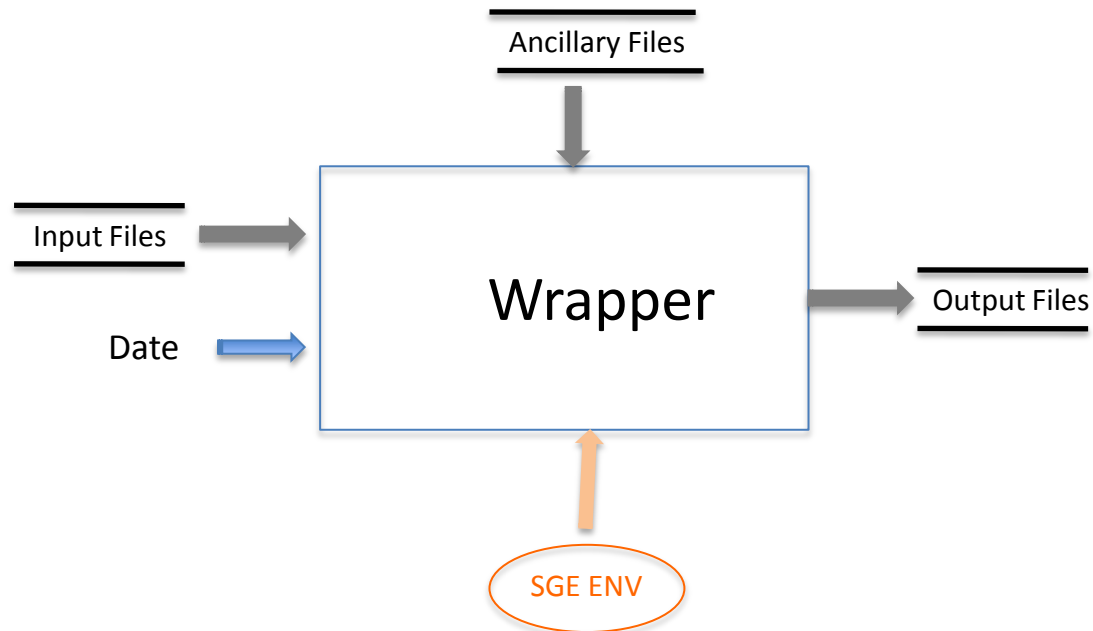 Ancillary Files
Input Files
Date
Wrapper
Output Files
SGE ENV